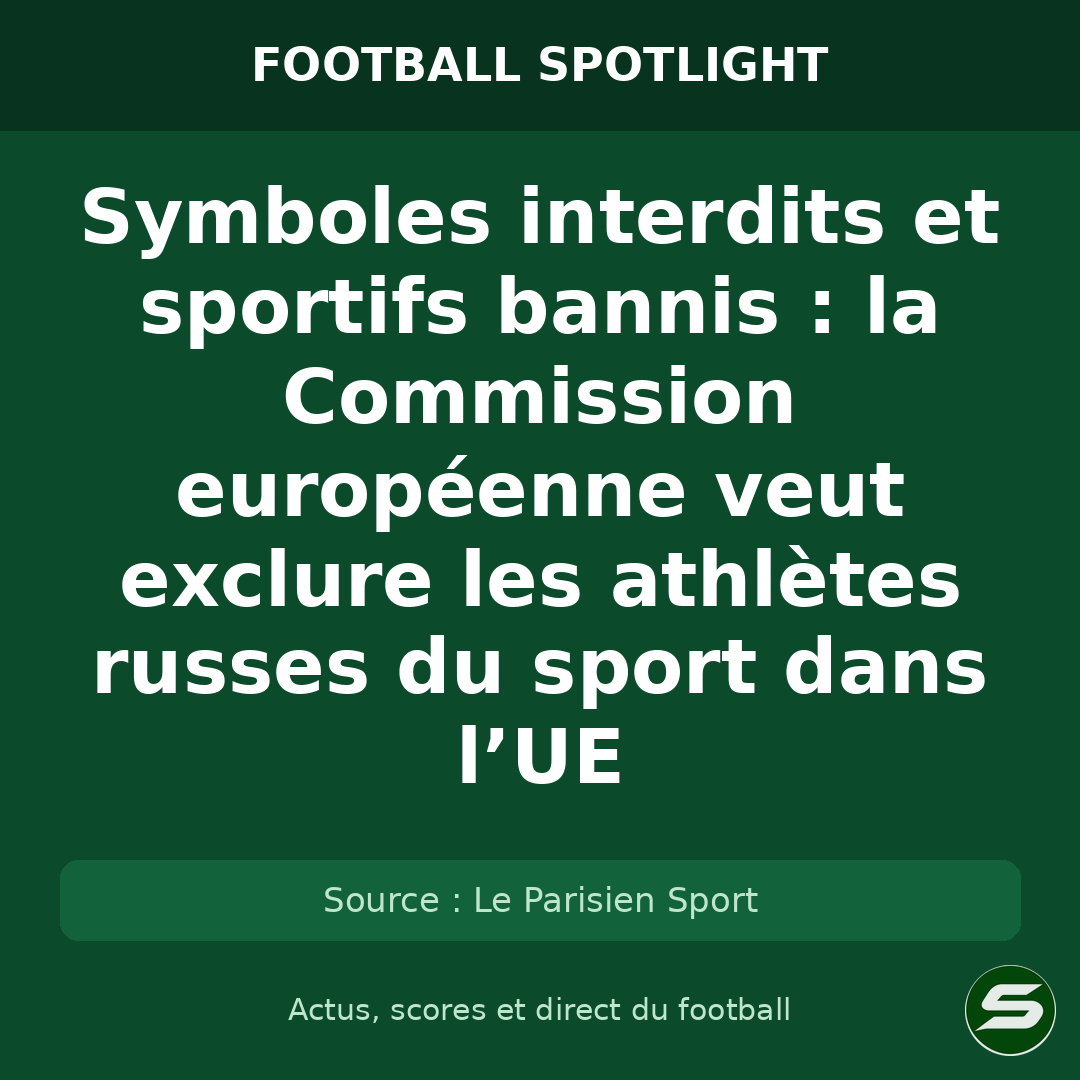 FOOTBALL SPOTLIGHT
Symboles interdits et
sportifs bannis : la
Commission
européenne veut
exclure les athlètes
russes du sport dans
l’UE
Source : Le Parisien Sport
Actus, scores et direct du football
S